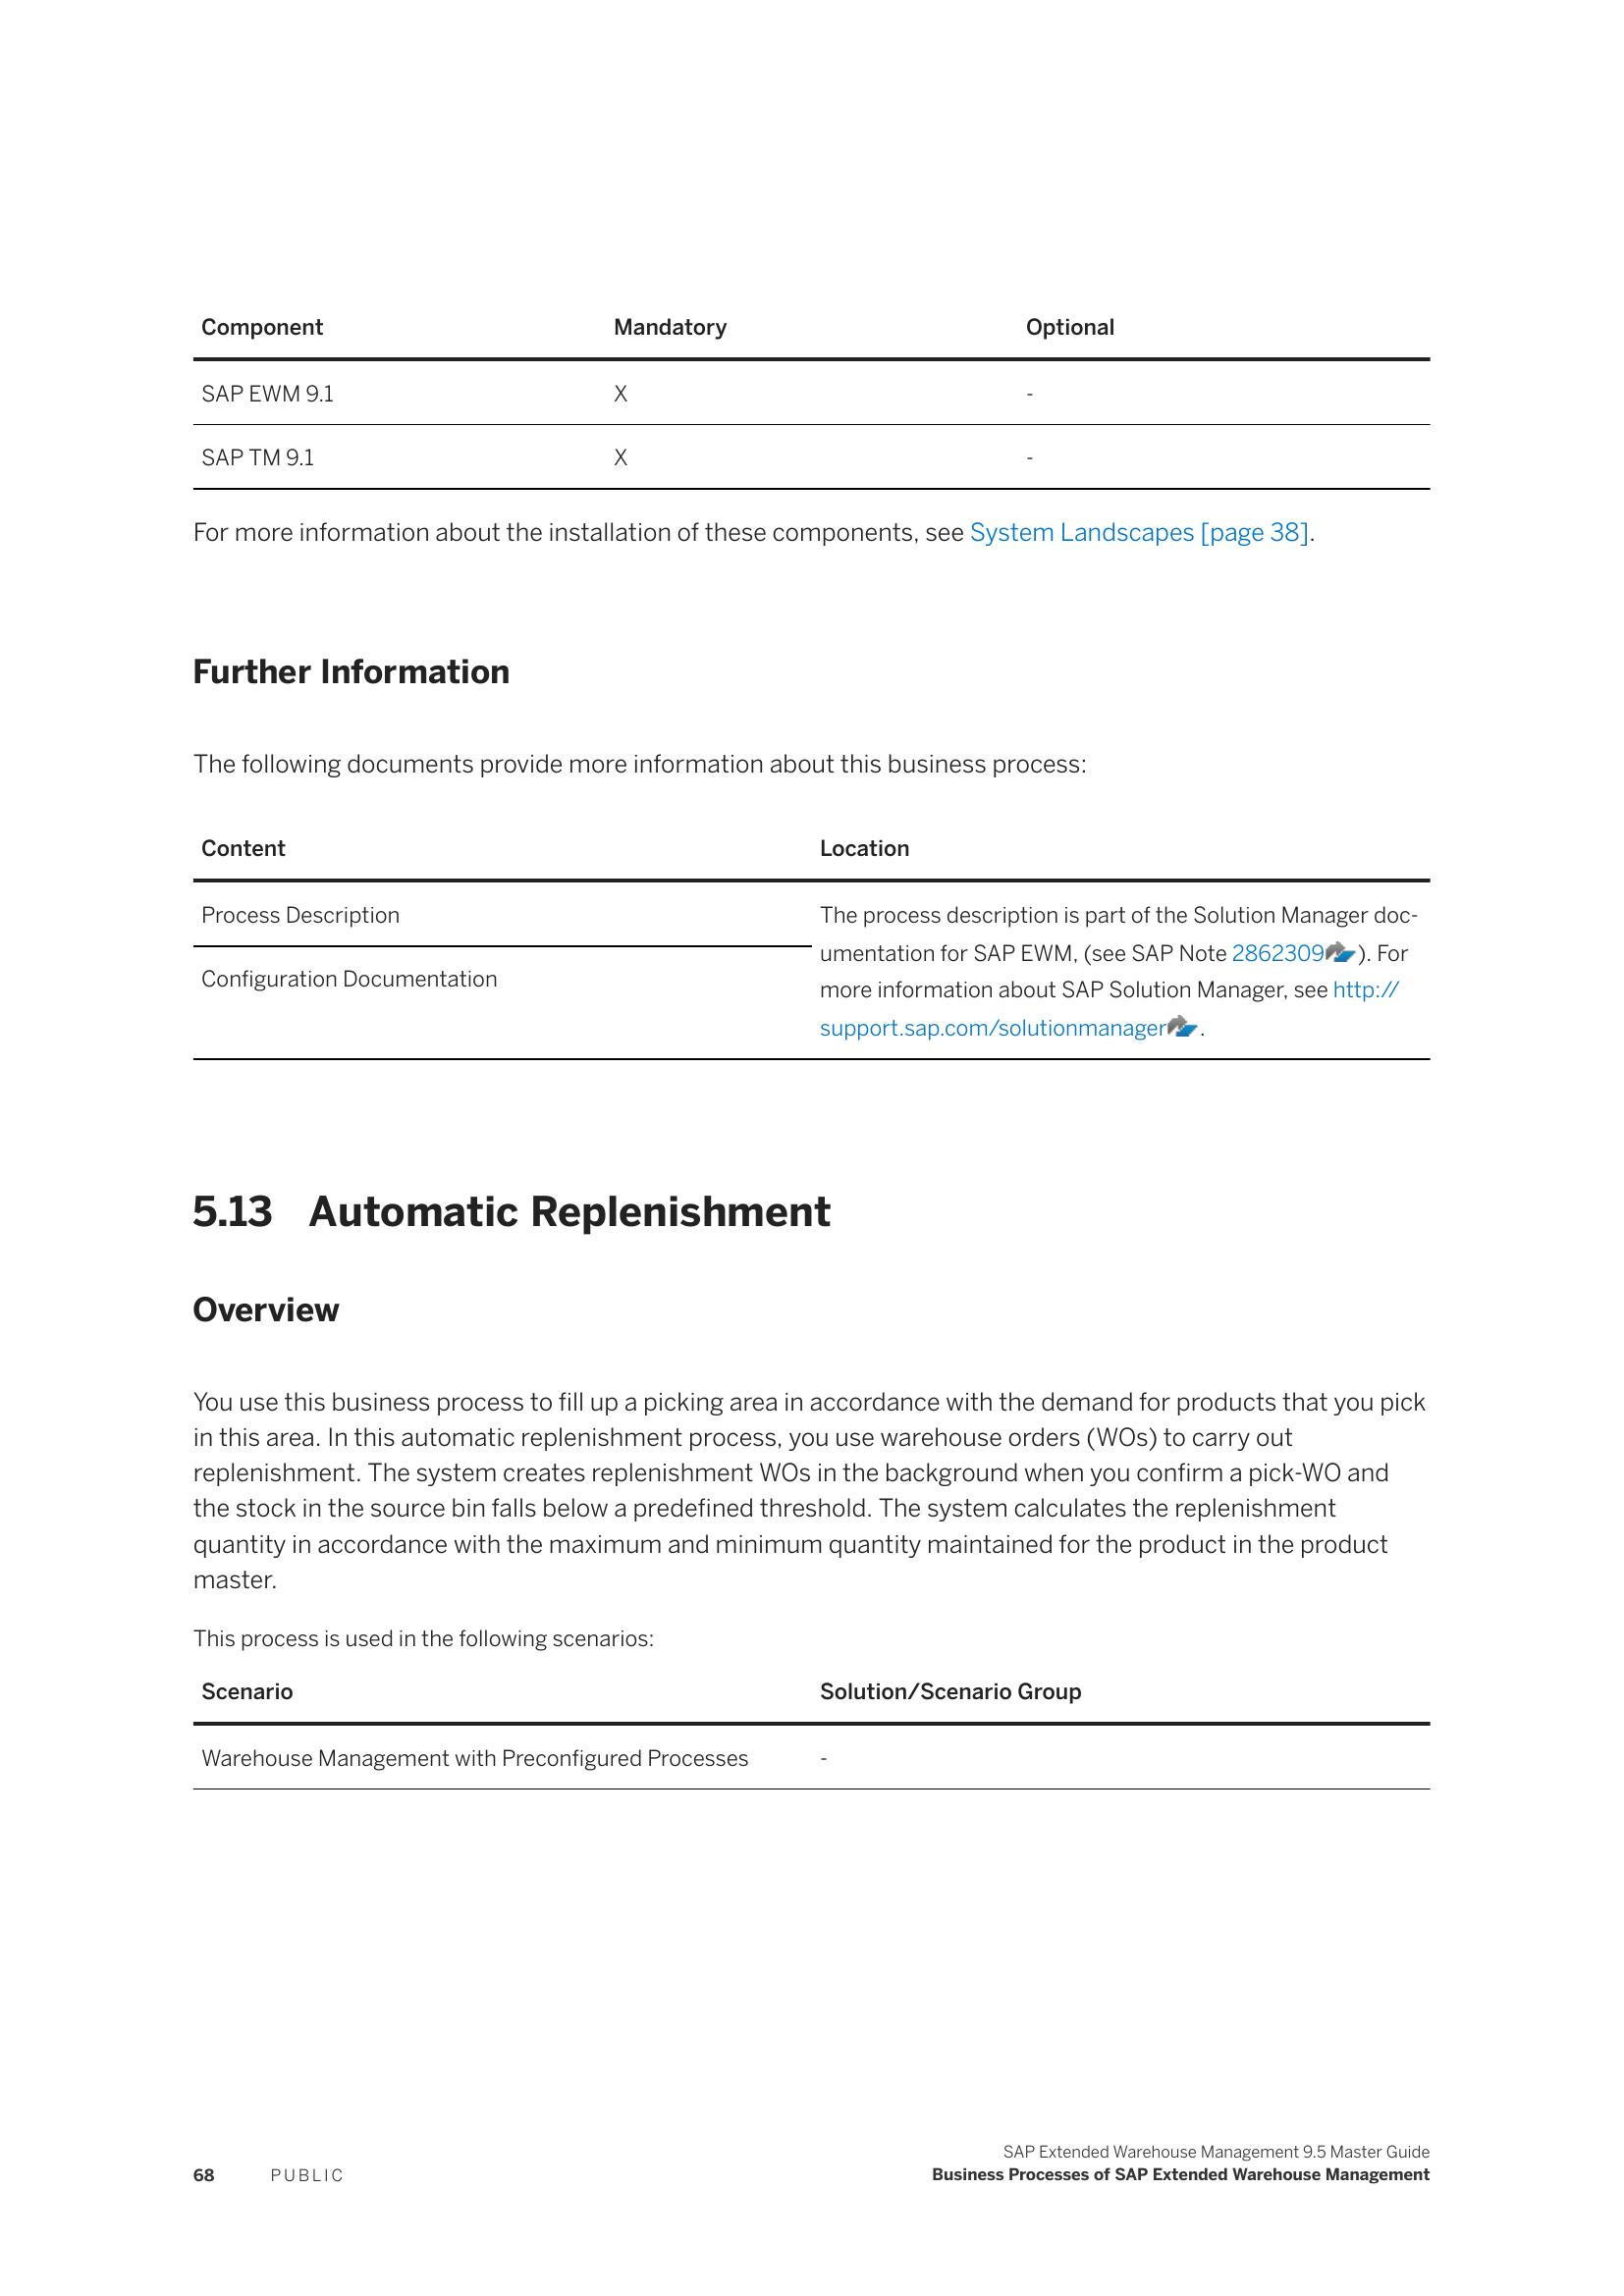 Component Mandatory Optional
SAP EWM 9.1 X -
SAP TM 9.1 X -
For more information about the installation of these components, see System Landscapes [page 38].
Further Information
The following documents provide more information about this business process:
Content Location
Process Description
Configuration Documentation
The process description is part of the Solution Manager doc-
umentation for SAP EWM, (see SAP Note 2862309). For
more information about SAP Solution Manager, see http://
support.sap.com/solutionmanager.
5.13 Automatic Replenishment
Overview
You use this business process to fill up a picking area in accordance with the demand for products that you pick
in this area. In this automatic replenishment process, you use warehouse orders (WOs) to carry out
replenishment. The system creates replenishment WOs in the background when you confirm a pick-WO and
the stock in the source bin falls below a predefined threshold. The system calculates the replenishment
quantity in accordance with the maximum and minimum quantity maintained for the product in the product
master.
This process is used in the following scenarios:
Scenario Solution/Scenario Group
Warehouse Management with Preconfigured Processes -
SAP Extended Warehouse Management 9.5 Master Guide
68 PUBLIC Business Processes of SAP Extended Warehouse Management